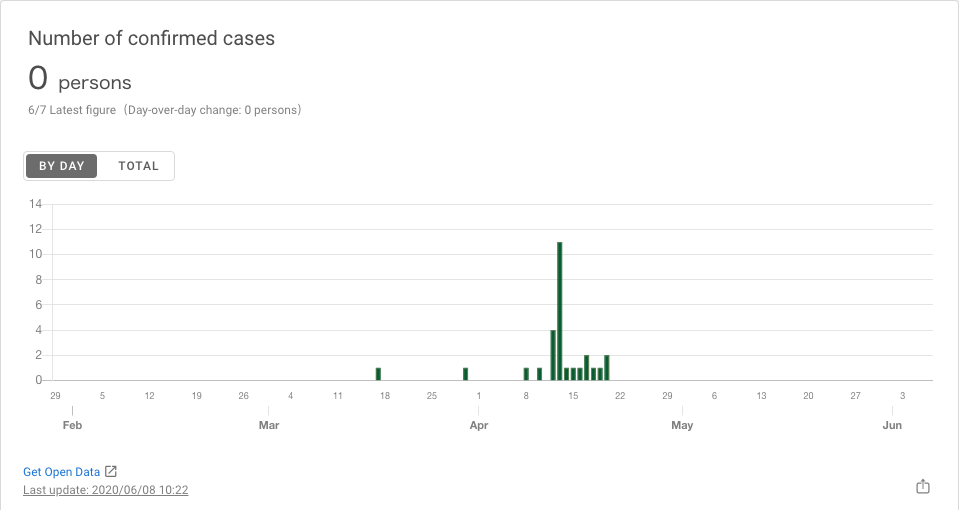 Number of confirmed cases
0 persons
6/7 Latest figure（Day-over-day change: 0 persons）
BY DAY TOTAL
14
12
10
8
6
4
2
0
29 5 12 19 26 4 11 18 25 1 8 15 22 29 6 13 20 27 3
Feb Mar Apr May Jun
Get Open Data
Last update: 2020/06/08 10:22